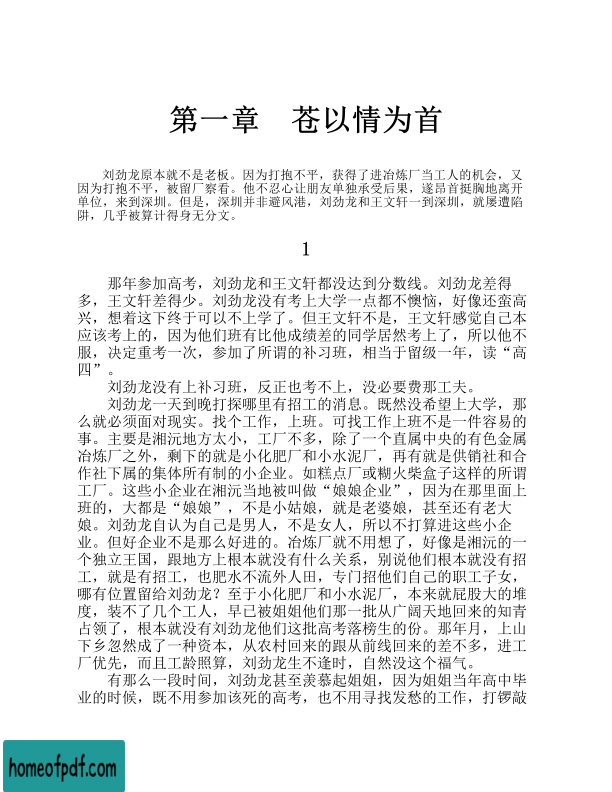 第一章　苍以情为首
刘劲龙原本就不是老板。因为打抱不平，获得了进冶炼厂当工人的机会，又
因为打抱不平，被留厂察看。他不忍心让朋友单独承受后果，遂昂首挺胸地离开
单位，来到深圳。但是，深圳并非避风港，刘劲龙和王文轩一到深圳，就屡遭陷
阱，几乎被算计得身无分文。
1
那年参加高考，刘劲龙和王文轩都没达到分数线。刘劲龙差得
多，王文轩差得少。刘劲龙没有考上大学一点都不懊恼，好像还蛮高
兴，想着这下终于可以不上学了。但王文轩不是，王文轩感觉自己本
应该考上的，因为他们班有比他成绩差的同学居然考上了，所以他不
服，决定重考一次，参加了所谓的补习班，相当于留级一年，读“高
四”。
刘劲龙没有上补习班，反正也考不上，没必要费那工夫。
刘劲龙一天到晚打探哪里有招工的消息。既然没希望上大学，那
么就必须面对现实。找个工作，上班。可找工作上班不是一件容易的
事。主要是湘沅地方太小，工厂不多，除了一个直属中央的有色金属
冶炼厂之外，剩下的就是小化肥厂和小水泥厂，再有就是供销社和合
作社下属的集体所有制的小企业。如糕点厂或糊火柴盒子这样的所谓
工厂。这些小企业在湘沅当地被叫做“娘娘企业”，因为在那里面上
班的，大都是“娘娘”，不是小姑娘，就是老婆娘，甚至还有老大
娘。刘劲龙自认为自己是男人，不是女人，所以不打算进这些小企
业。但好企业不是那么好进的。冶炼厂就不用想了，好像是湘沅的一
个独立王国，跟地方上根本就没有什么关系，别说他们根本就没有招
工，就是有招工，也肥水不流外人田，专门招他们自己的职工子女，
哪有位置留给刘劲龙？至于小化肥厂和小水泥厂，本来就屁股大的堆
度，装不了几个工人，早已被姐姐他们那一批从广阔天地回来的知青
占领了，根本就没有刘劲龙他们这批高考落榜生的份。那年月，上山
下乡忽然成了一种资本，从农村回来的跟从前线回来的差不多，进工
厂优先，而且工龄照算，刘劲龙生不逢时，自然没这个福气。
有那么一段时间，刘劲龙甚至羡慕起姐姐，因为姐姐当年高中毕
业的时候，既不用参加该死的高考，也不用寻找发愁的工作，打锣敲
homeofpdf.com